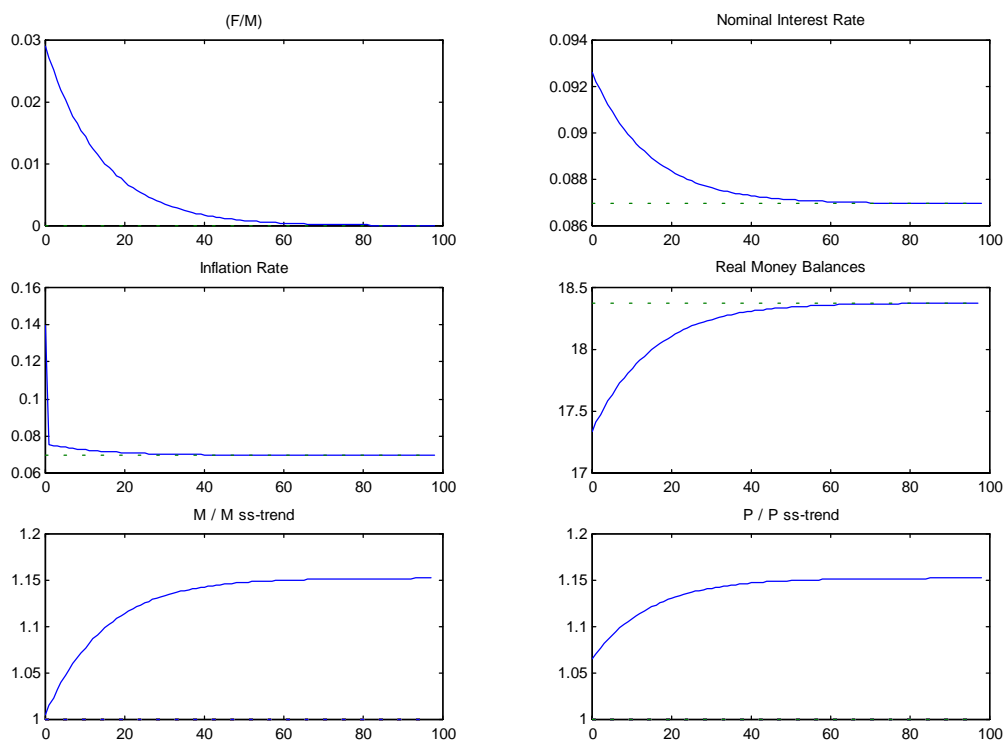 (F/M)
0.03
0.02
0.01
0
0 20 40 60 80 100
Nominal Interest Rate
0.094
0.092
0.09
0.088
0.086
0 20 40 60 80 100
Inflation Rate
0.16
0.14
0.12
0.1
0.08
0.06
0 20 40 60 80 100
Real Money Balances
18.5
18
17.5
17
0 20 40 60 80 100
M / M ss-trend
1.2
1.15
1.1
1.05
1
0 20 40 60 80 100
P / P ss-trend
1.2
1.15
1.1
1.05
1
0 20 40 60 80 100